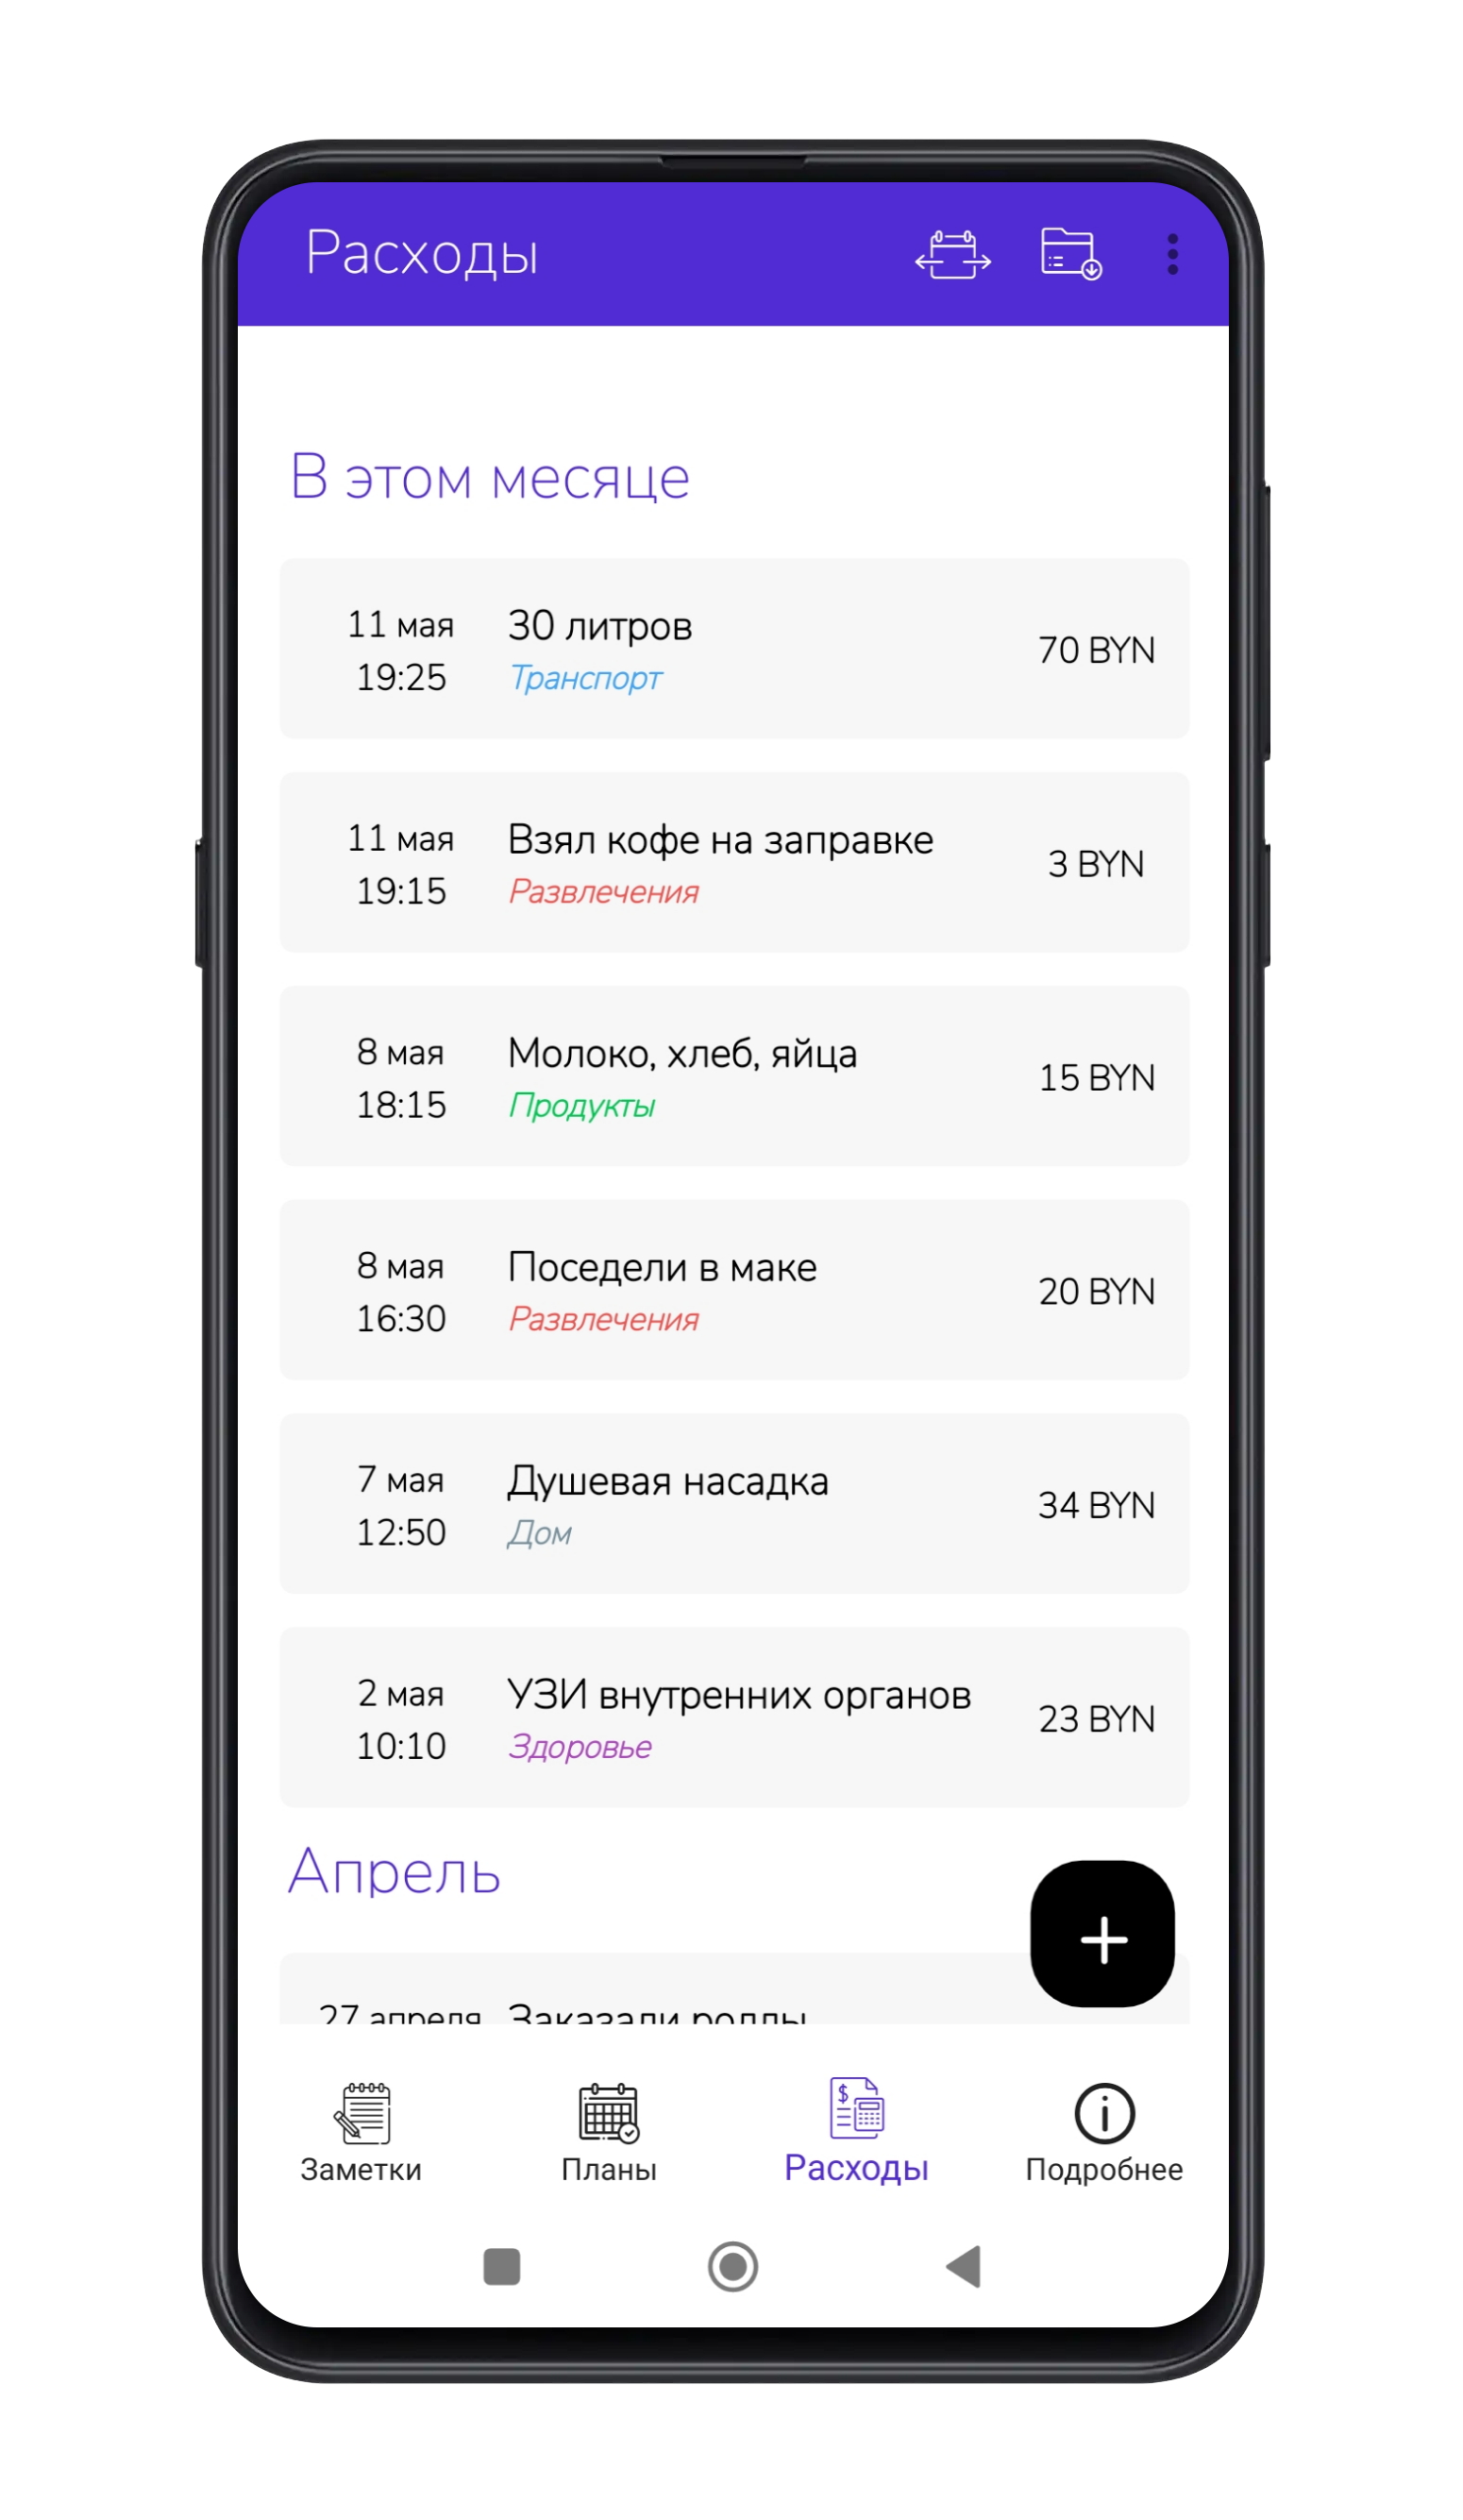 Расходы
В этом месяце
11 мая
19:25
30 литров
Транспорт
70 BYN
11 мая
19:15
Взял кофе на заправке
Развлечения
3 BYN
8 мая
18:15
Молоко, хлеб, яйца
Продукты
15 BYN
8 мая
16:30
Поседели в маке
Развлечения
20 BYN
7 мая
12:50
Душевая насадка
Дом
34 BYN
2 мая
10:10
УЗИ внутренних органов
Здоровье
23 BYN
Апрель
27 апреля
Заказали роллы
Заметки
Планы
Расходы
Подробнее